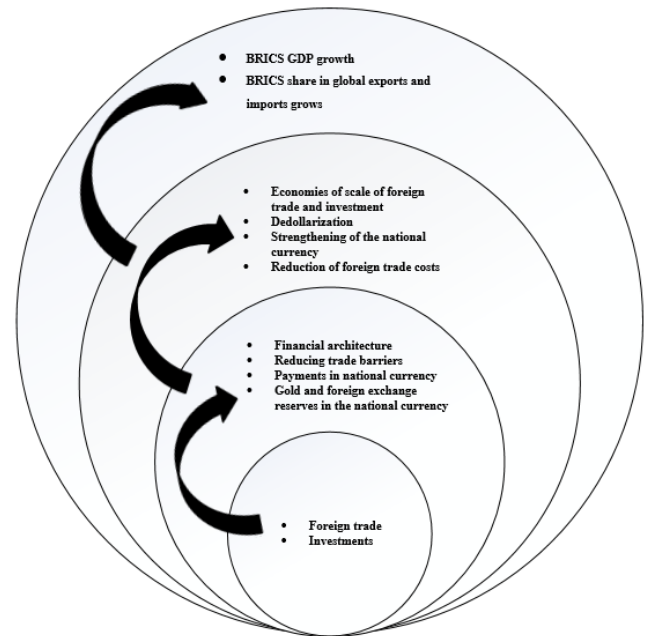 • BRICS GDP growth
• BRICS share in global exports and
imports grows
• Economies of scale of foreign
trade and investment
• Dedollarization
• Strengthening of the national
currency
• Reduction of foreign trade costs
• Financial architecture
• Reducing trade barriers
• Payments in national currency
• Gold and foreign exchange
reserves in the national currency
• Foreign trade
• Investments